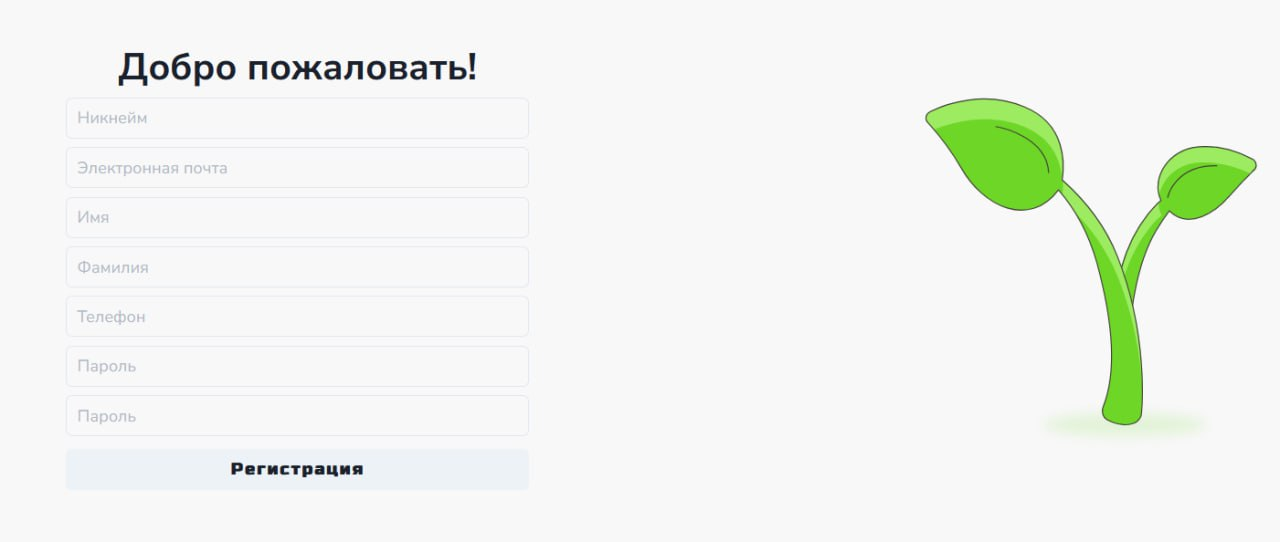 Добро пожаловать!
Никнейм
Электронная почта
Имя
Фамилия
Телефон
Пароль
Пароль
Регистрация